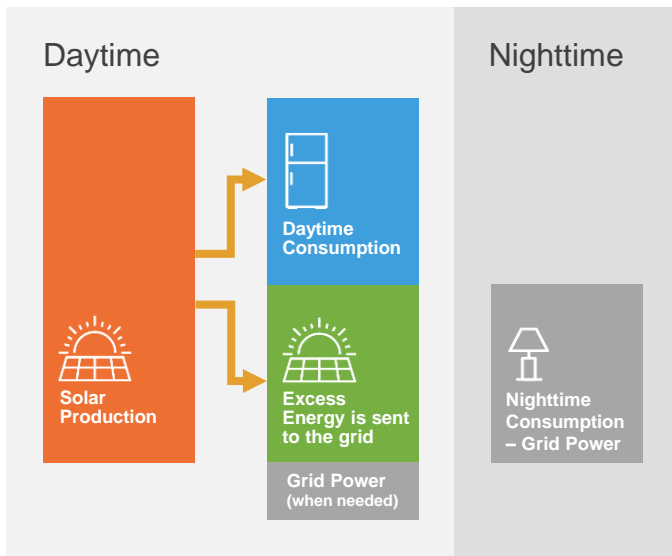 Daytime
Nighttime
Daytime
Consumption
Solar
Production
Excess
Energy is sent
to the grid
Nighttime
Consumption
– Grid Power
Grid Power
(when needed)